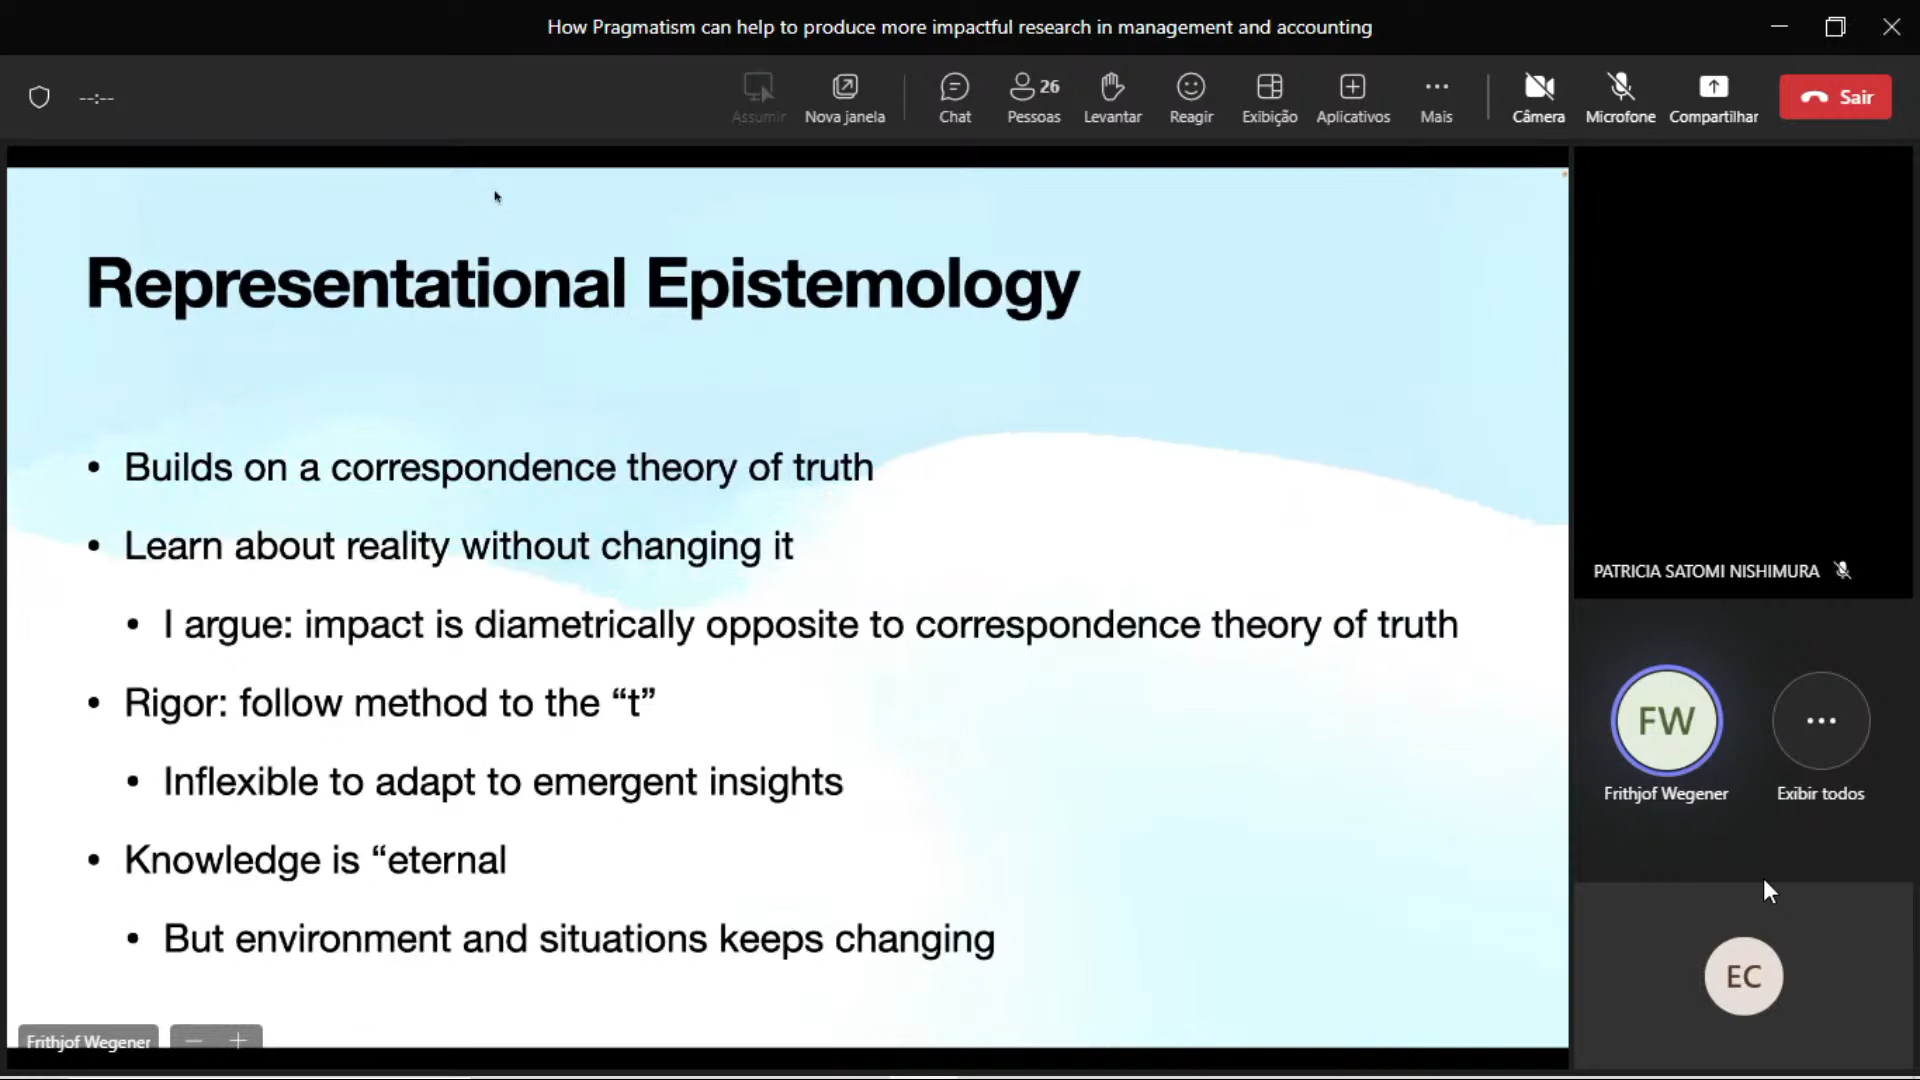 How Pragmatism can help to produce more impactful research in management and accounting
--:--
Assumir
Nova janela
Chat
26
Pessoas
Levantar
Reagir
Exibição
Aplicativos
Mais
Câmera
Microfone
Compartilhar
Sair
Representational Epistemology
• Builds on a correspondence theory of truth
• Learn about reality without changing it
• I argue: impact is diametrically opposite to correspondence theory of truth
• Rigor: follow method to the “t”
• Inflexible to adapt to emergent insights
• Knowledge is “eternal
• But environment and situations keeps changing
Frithjof Wegener
PATRICIA SATOMI NISHIMURA
FW
Frithjof Wegener
Exibir todos
EC